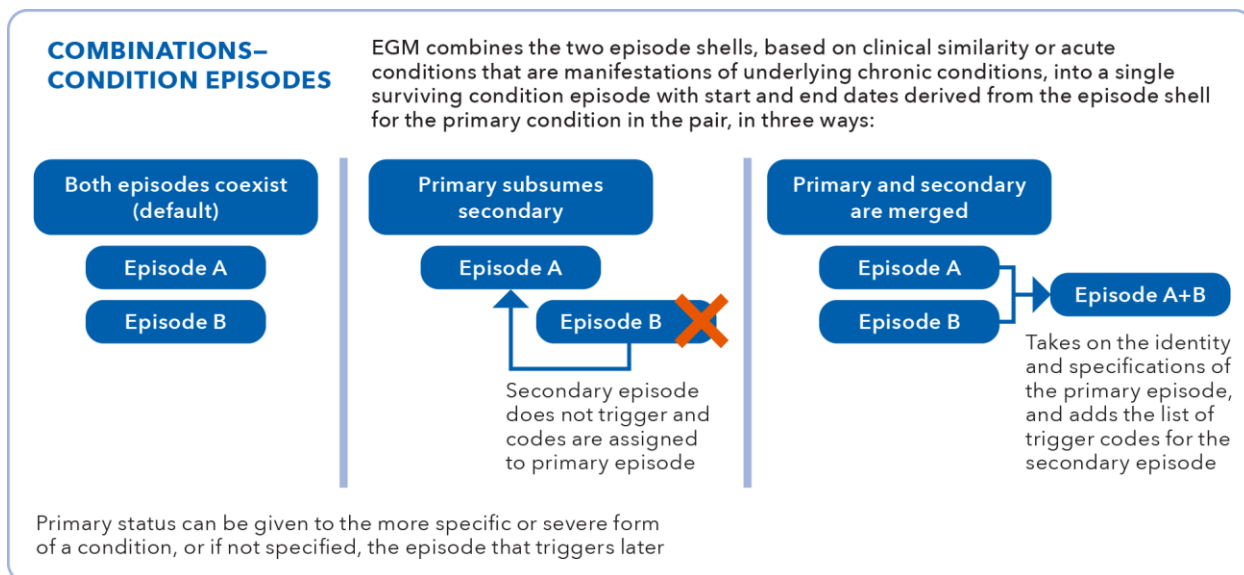 COMBINATIONS—
CONDITION EPISODES
EGM combines the two episode shells, based on clinical similarity or acute
conditions that are manifestations of underlying chronic conditions, into a single
surviving condition episode with start and end dates derived from the episode shell
for the primary condition in the pair, in three ways:
Both episodes coexist
(default)
Episode A
Episode B
Primary subsumes
secondary
Episode A
Episode B
Secondary episode
does not trigger and
codes are assigned
to primary episode
Primary and secondary
are merged
Episode A
Episode B
Episode A+B
Takes on the identity
and specifications of
the primary episode,
and adds the list of
trigger codes for the
secondary episode
Primary status can be given to the more specific or severe form
of a condition, or if not specified, the episode that triggers later